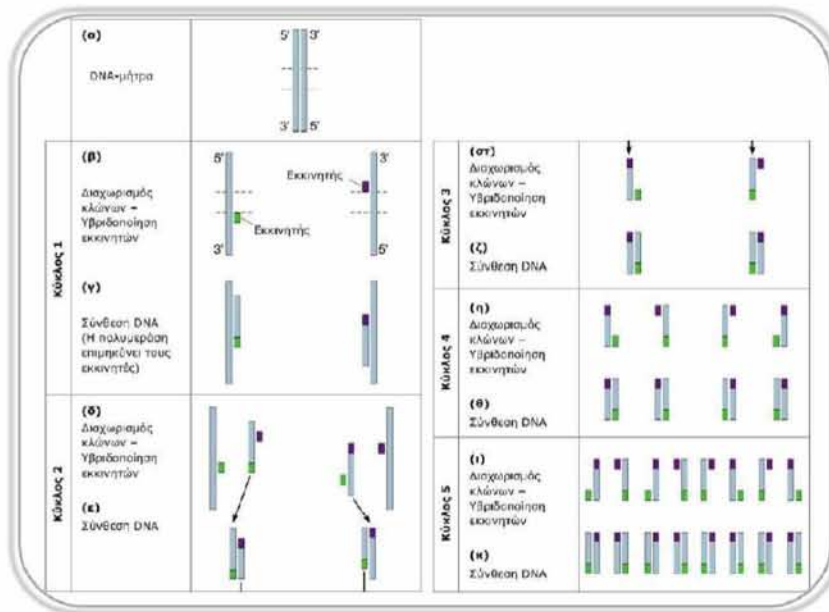 (α)
DNA-μήτρα
5' 3'
3' 5'
Κύκλος 1
(β)
Διαχωρισμός
κλώνων –
Υβριδοποίηση
εκκινητών
5' 3'
Εκκινητής
Εκκινητής
3' 5'
(γ)
Σύνθεση DNA
(Η πολυμεράση
επιμηκύνει τους
εκκινητές)
Κύκλος 2
(δ)
Διαχωρισμός
κλώνων –
Υβριδοποίηση
εκκινητών
(ε)
Σύνθεση DNA
Κύκλος 3
(στ)
Διαχωρισμός
κλώνων –
Υβριδοποίηση
εκκινητών
(ζ)
Σύνθεση DNA
Κύκλος 4
(η)
Διαχωρισμός
κλώνων –
Υβριδοποίηση
εκκινητών
(θ)
Σύνθεση DNA
Κύκλος 5
(ι)
Διαχωρισμός
κλώνων –
Υβριδοποίηση
εκκινητών
(κ)
Σύνθεση DNA